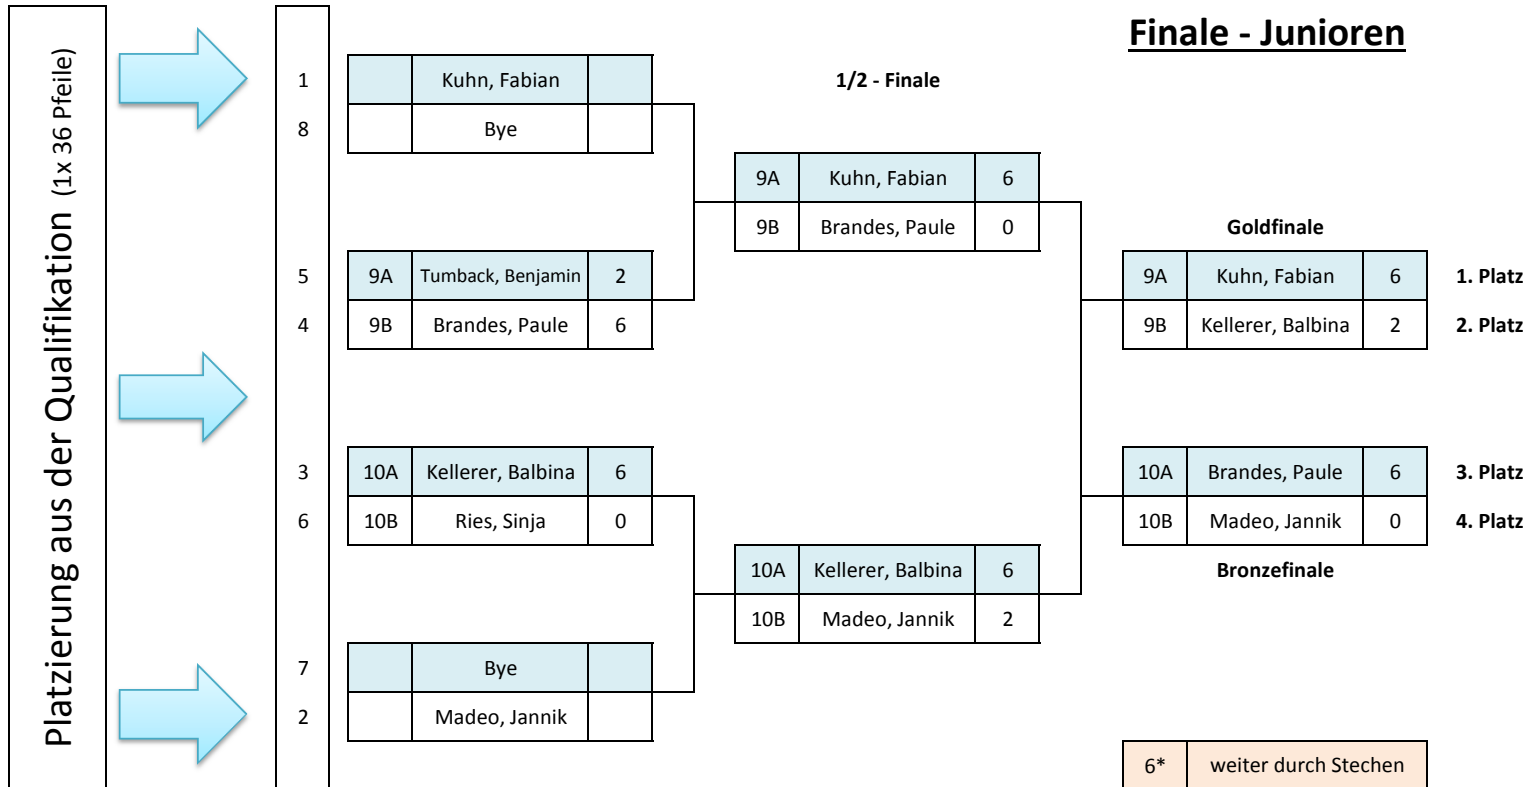 Finale - Junioren
Platzierung aus der Qualifikation (1x 36 Pfeile)
1 Kuhn, Fabian
8 Bye
5 9A Tumback, Benjamin 2
4 9B Brandes, Paule 6
3 10A Kellerer, Balbina 6
6 10B Ries, Sinja 0
7 Bye
2 Madeo, Jannik
1/2 - Finale
9A Kuhn, Fabian 6
9B Brandes, Paule 0
10A Kellerer, Balbina 6
10B Madeo, Jannik 2
Goldfinale
9A Kuhn, Fabian 6 1. Platz
9B Kellerer, Balbina 2 2. Platz
10A Brandes, Paule 6 3. Platz
10B Madeo, Jannik 0 4. Platz
Bronzefinale
6* weiter durch Stechen